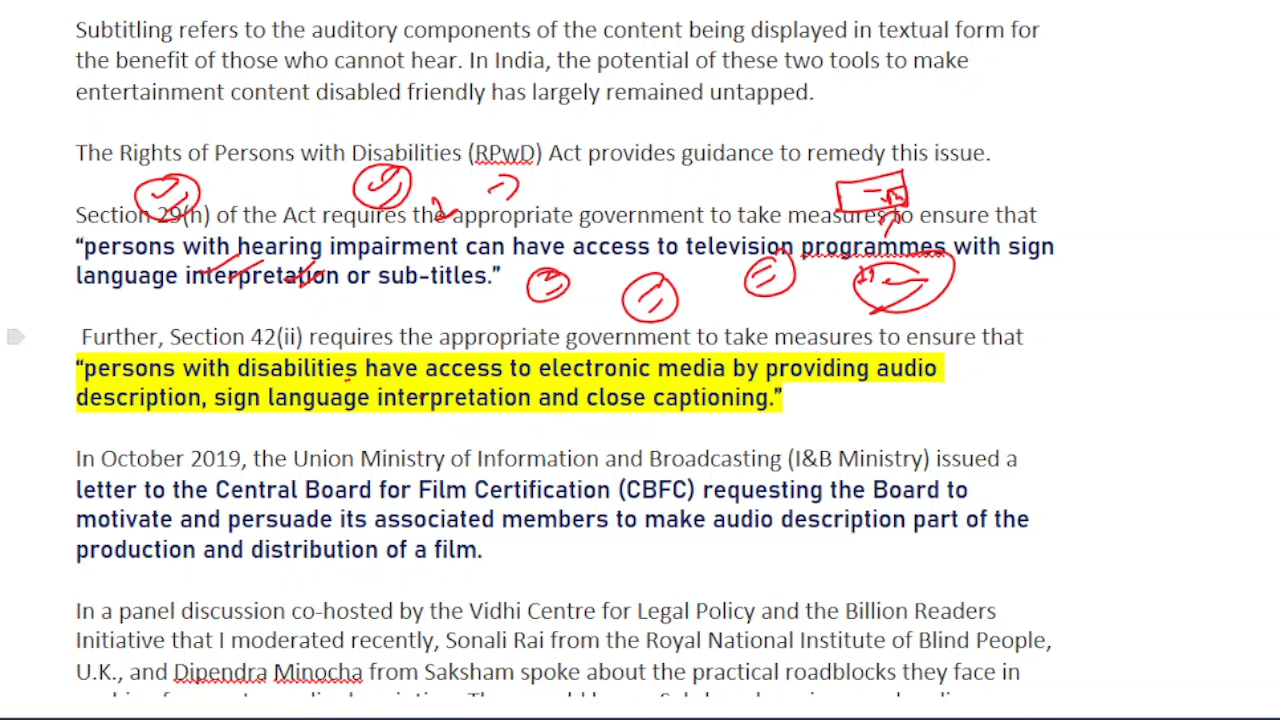 Subtitling refers to the auditory components of the content being displayed in textual form for
the benefit of those who cannot hear. In India, the potential of these two tools to make
entertainment content disabled friendly has largely remained untapped.
The Rights of Persons with Disabilities (RPwD) Act provides guidance to remedy this issue.
Section 29(h) of the Act requires the appropriate government to take measures to ensure that
“persons with hearing impairment can have access to television programmes with sign
language interpretation or sub-titles.”
Further, Section 42(ii) requires the appropriate government to take measures to ensure that
“persons with disabilities have access to electronic media by providing audio
description, sign language interpretation and close captioning.”
In October 2019, the Union Ministry of Information and Broadcasting (I&B Ministry) issued a
letter to the Central Board for Film Certification (CBFC) requesting the Board to
motivate and persuade its associated members to make audio description part of the
production and distribution of a film.
In a panel discussion co-hosted by the Vidhi Centre for Legal Policy and the Billion Readers
Initiative that I moderated recently, Sonali Rai from the Royal National Institute of Blind People,
U.K., and Dipendra Minocha from Saksham spoke about the practical roadblocks they face in